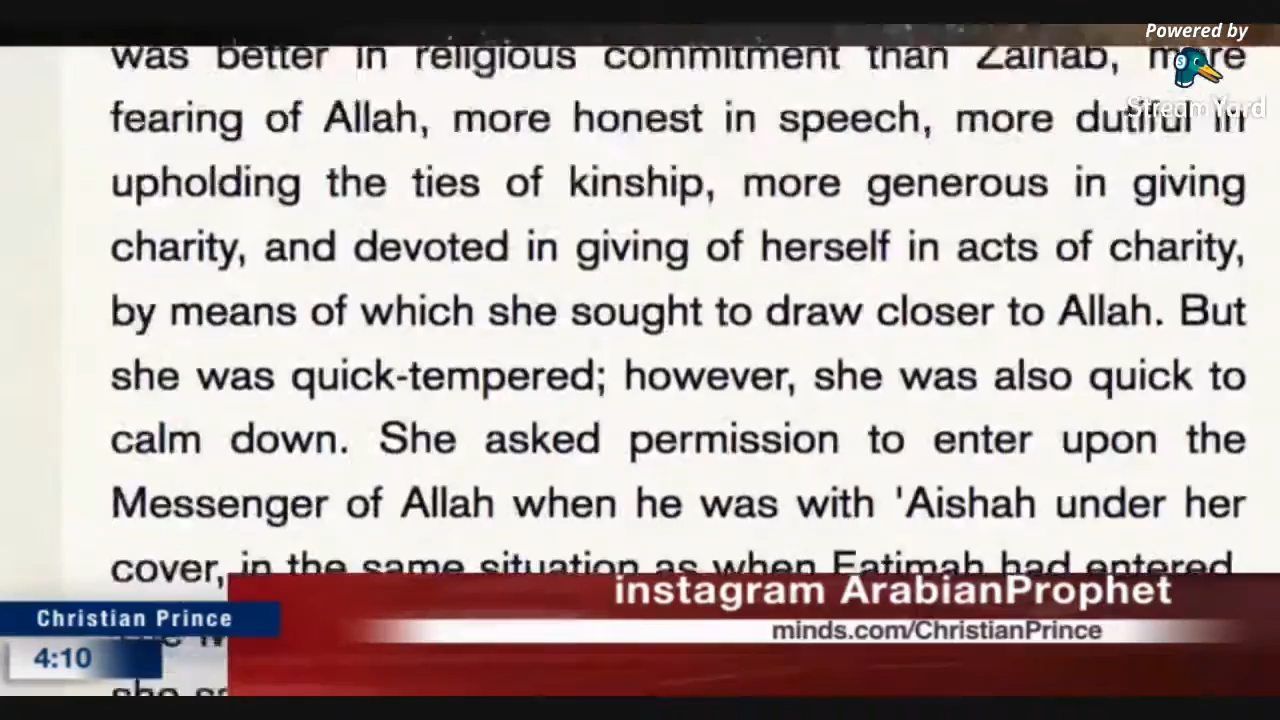 Powered by
StreamYard
was better in religious commitment than Zainab, more
fearing of Allah, more honest in speech, more dutiful in
upholding the ties of kinship, more generous in giving
charity, and devoted in giving of herself in acts of charity,
by means of which she sought to draw closer to Allah. But
she was quick-tempered; however, she was also quick to
calm down. She asked permission to enter upon the
Messenger of Allah when he was with 'Aishah under her
cover, in the same situation as when Fatimah had entered.
instagram ArabianProphet
Christian Prince
minds.com/ChristianPrince
4:10
she